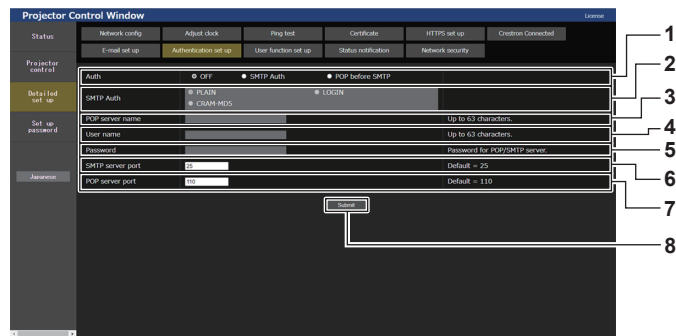 Projector Control Window
License
Status
Network config
Adjust clock
Ping test
Certificate
HTTPS set up
Crestron Connected
E-mail set up
Authentication set up
User function set up
Status notification
Network security
Projector
control
Detailed
set up
Set up
password
Japanese
Auth
OFF
SMTP Auth
POP before SMTP
SMTP Auth
PLAIN
LOGIN
CRAM-MD5
POP server name
Up to 63 characters.
User name
Up to 63 characters.
Password
Password for POP/SMTP server.
SMTP server port
25
Default = 25
POP server port
110
Default = 110
Submit
1
2
3
4
5
6
7
8